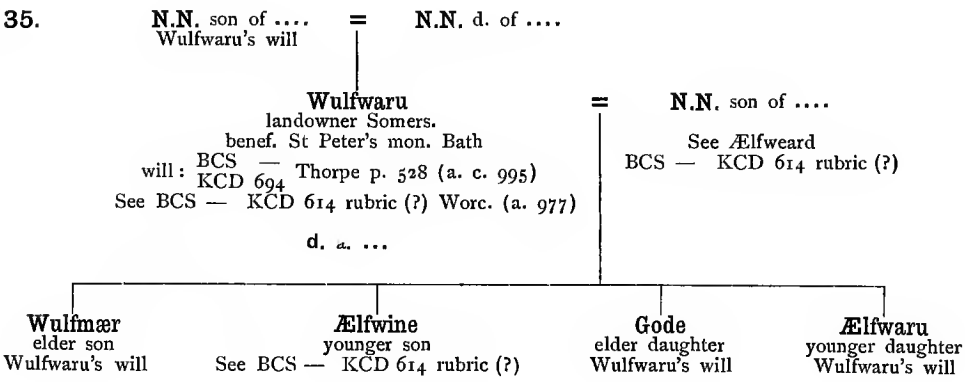 35. N.N. son of .... = N.N. d. of ....
Wulfwaru's will
Wulfwaru = N.N. son of ....
landowner Somers.
benef. St Peter's mon. Bath
will: BCS — KCD 694 Thorpe p. 528 (a. c. 995)
See BCS — KCD 614 rubric (?) Worc. (a. 977)
d. a. ...
See Ælfweard
BCS — KCD 614 rubric (?)
Wulfmær
elder son
Wulfwaru's will
Ælfwine
younger son
See BCS — KCD 614 rubric (?)
Gode
elder daughter
Wulfwaru's will
Ælfwaru
younger daughter
Wulfwaru's will